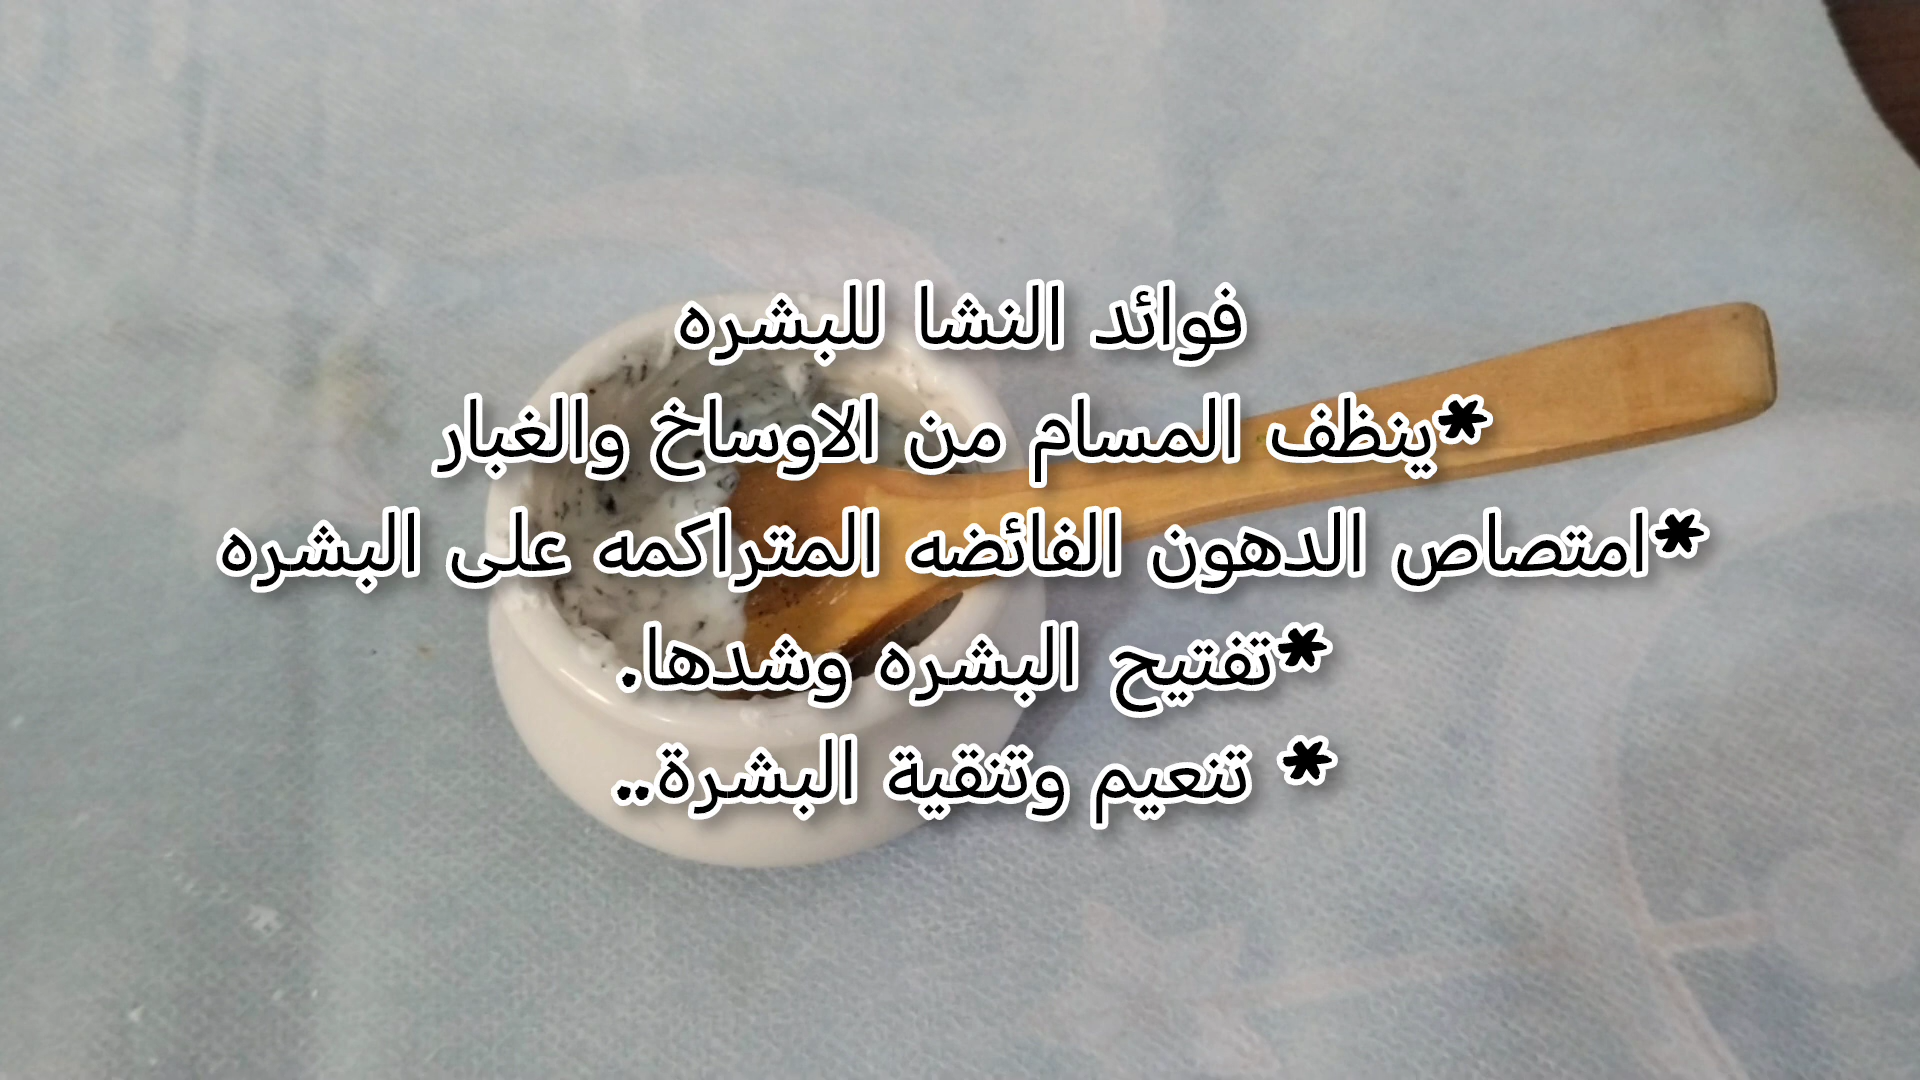 فوائد النشا للبشره
*ينظف المسام من الاوساخ والغبار
*امتصاص الدهون الفائضه المتراكمه على البشره
*تفتيح البشره وشدها.
* تنعيم وتنقية البشرة..